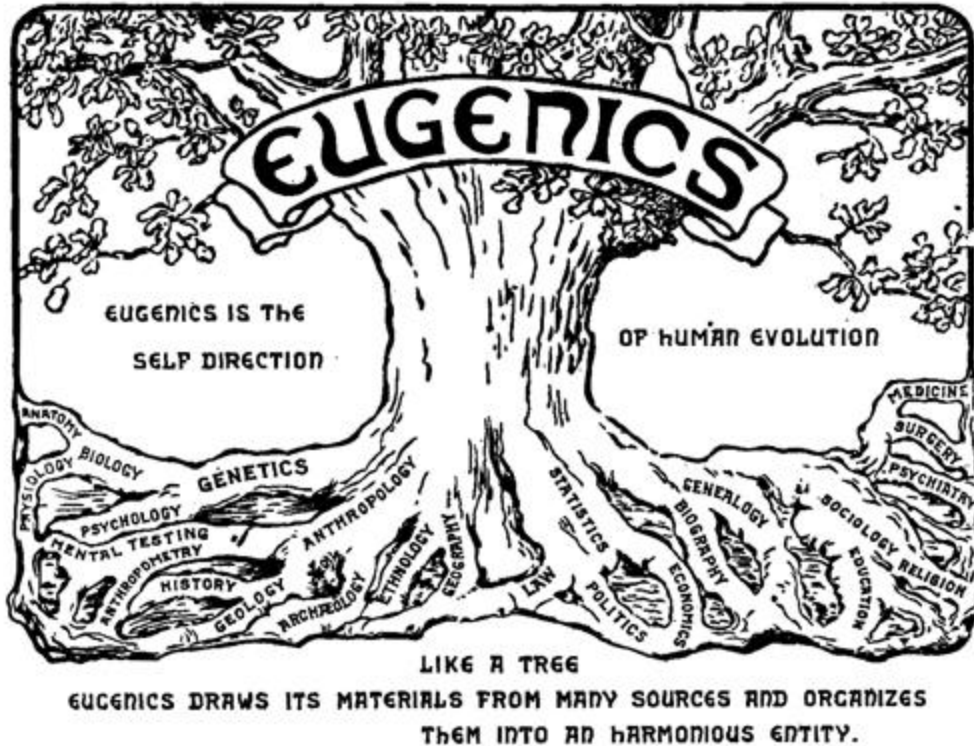 EUGENICS
EUGENICS IS THE
SELF DIRECTION
OF HUMAN EVOLUTION
ANATOMY
PHYSIOLOGY
BIOLOGY
GENETICS
PSYCHOLOGY
MENTAL TESTING
ANTHROPOMETRY
HISTORY
GEOLOGY
ANTHROPOLOGY
ARCHÆOLOGY
ETHNOLOGY
GEOGRAPHY
LAW
STATISTICS
POLITICS
ECONOMICS
BIOGRAPHY
GENEALOGY
EDUCATION
SOCIOLOGY
RELIGION
PSYCHIATRY
SURGERY
MEDICINE
LIKE A TREE
EUGENICS DRAWS ITS MATERIALS FROM MANY SOURCES AND ORGANIZES
THEM INTO AN HARMONIOUS ENTITY.